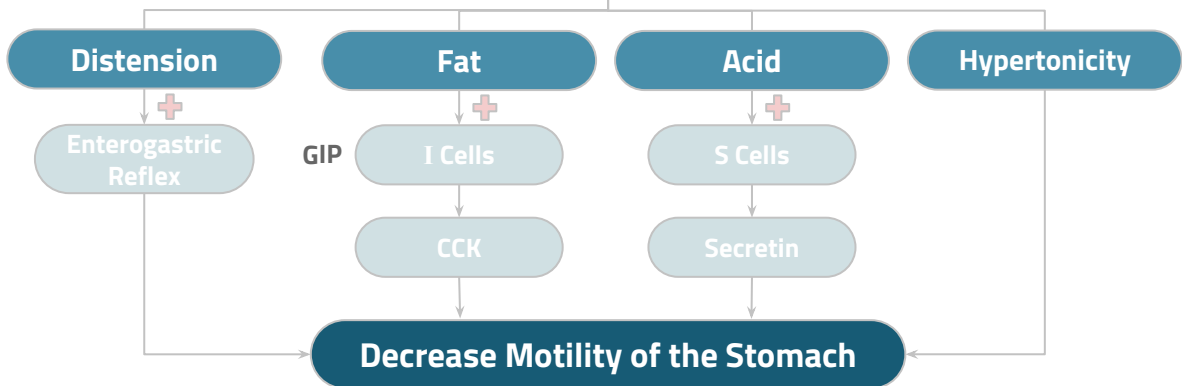 Distension
Fat
Acid
Hypertonicity
Enterogastric
Reflex
GIP
I Cells
S Cells
CCK
Secretin
Decrease Motility of the Stomach